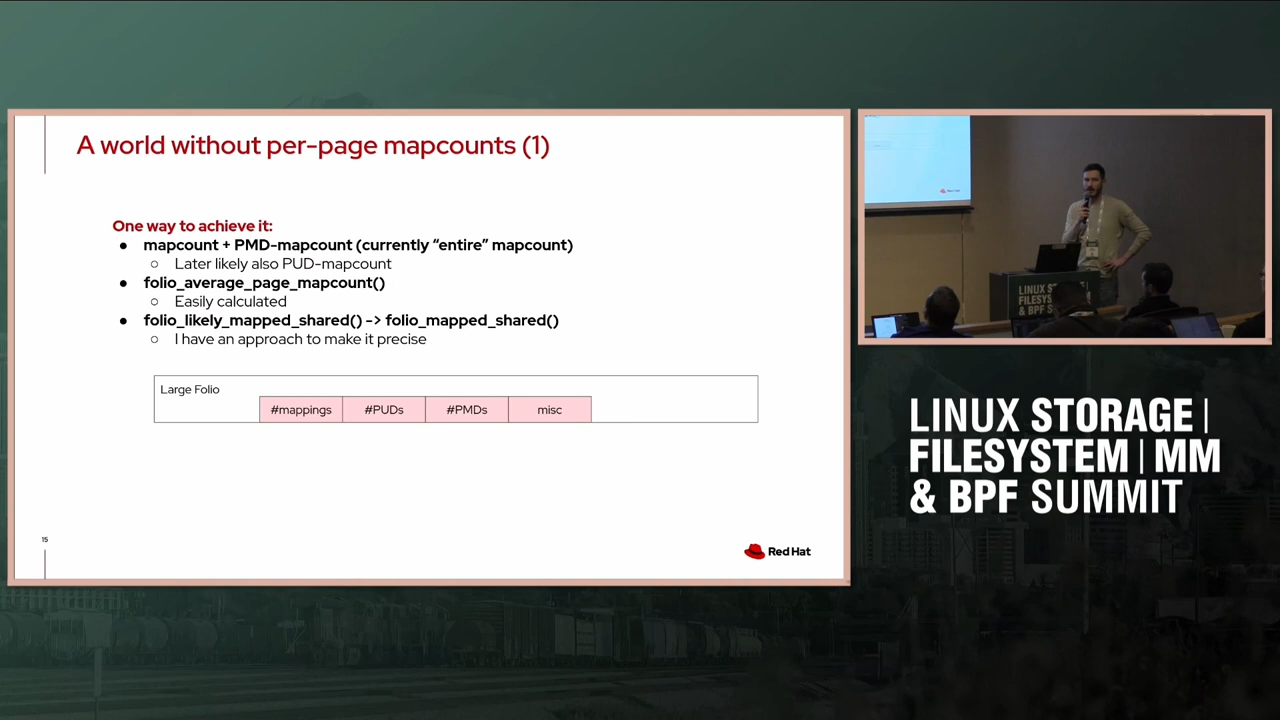 A world without per-page mapcounts (1)
One way to achieve it:
● mapcount + PMD-mapcount (currently “entire” mapcount)
○ Later likely also PUD-mapcount
● folio_average_page_mapcount()
○ Easily calculated
● folio_likely_mapped_shared() -> folio_mapped_shared()
○ I have an approach to make it precise
Large Folio
#mappings #PUDs #PMDs misc
15
Red Hat
LINUX STORAGE |
FILESYSTEM | MM
& BPF SUMMIT